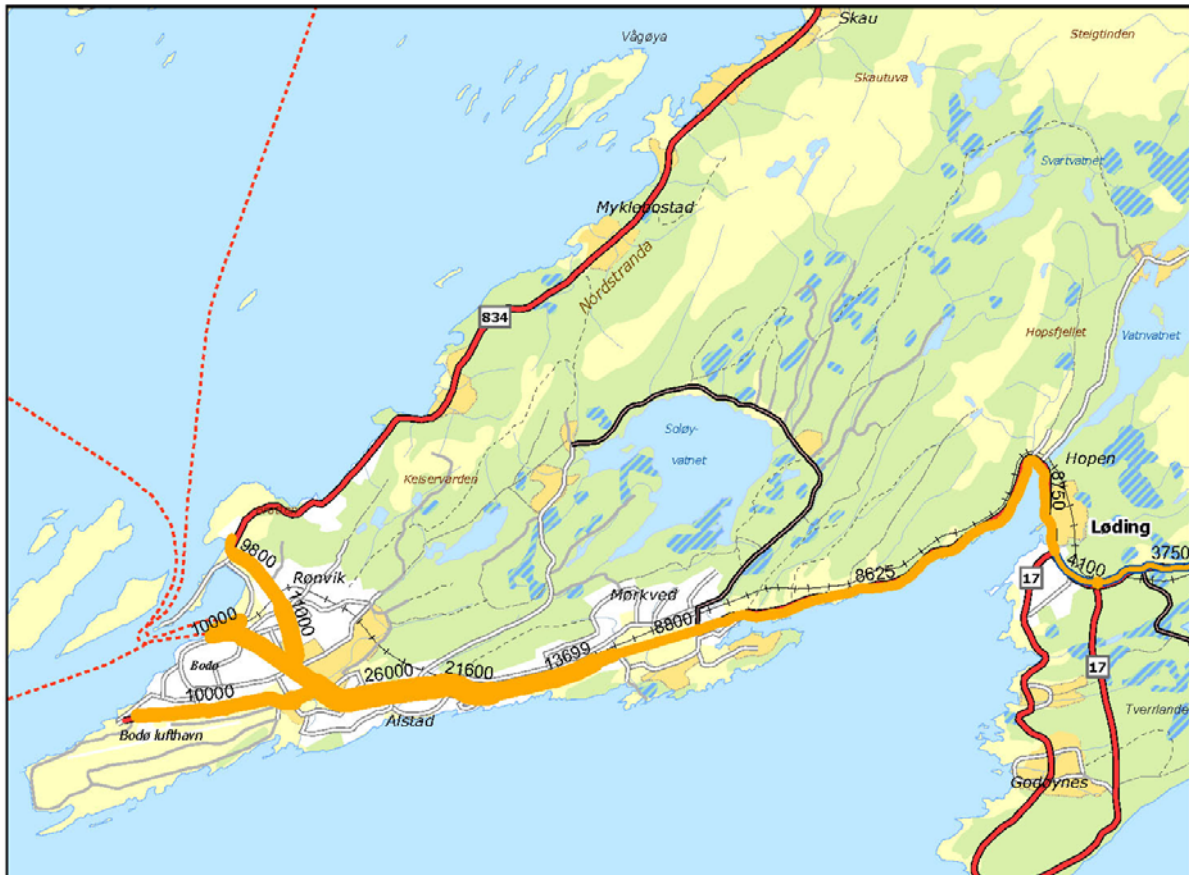 Skau
Vågøya
Steigtinden
Skautuva
Svartvatnet
Myklebostad
Nordstranda
834
Hopsfjellet
Vatnvatnet
Soløy-
vatnet
Keiservarden
Hopen
8750
Løding
9800
4100
3750
8625
17
Rønvik
11000
Mørkved
10000
8800
13699
Bodø
26000
21600
17
10000
Alstad
Tverrlande
Bodø lufthavn
Godøynes